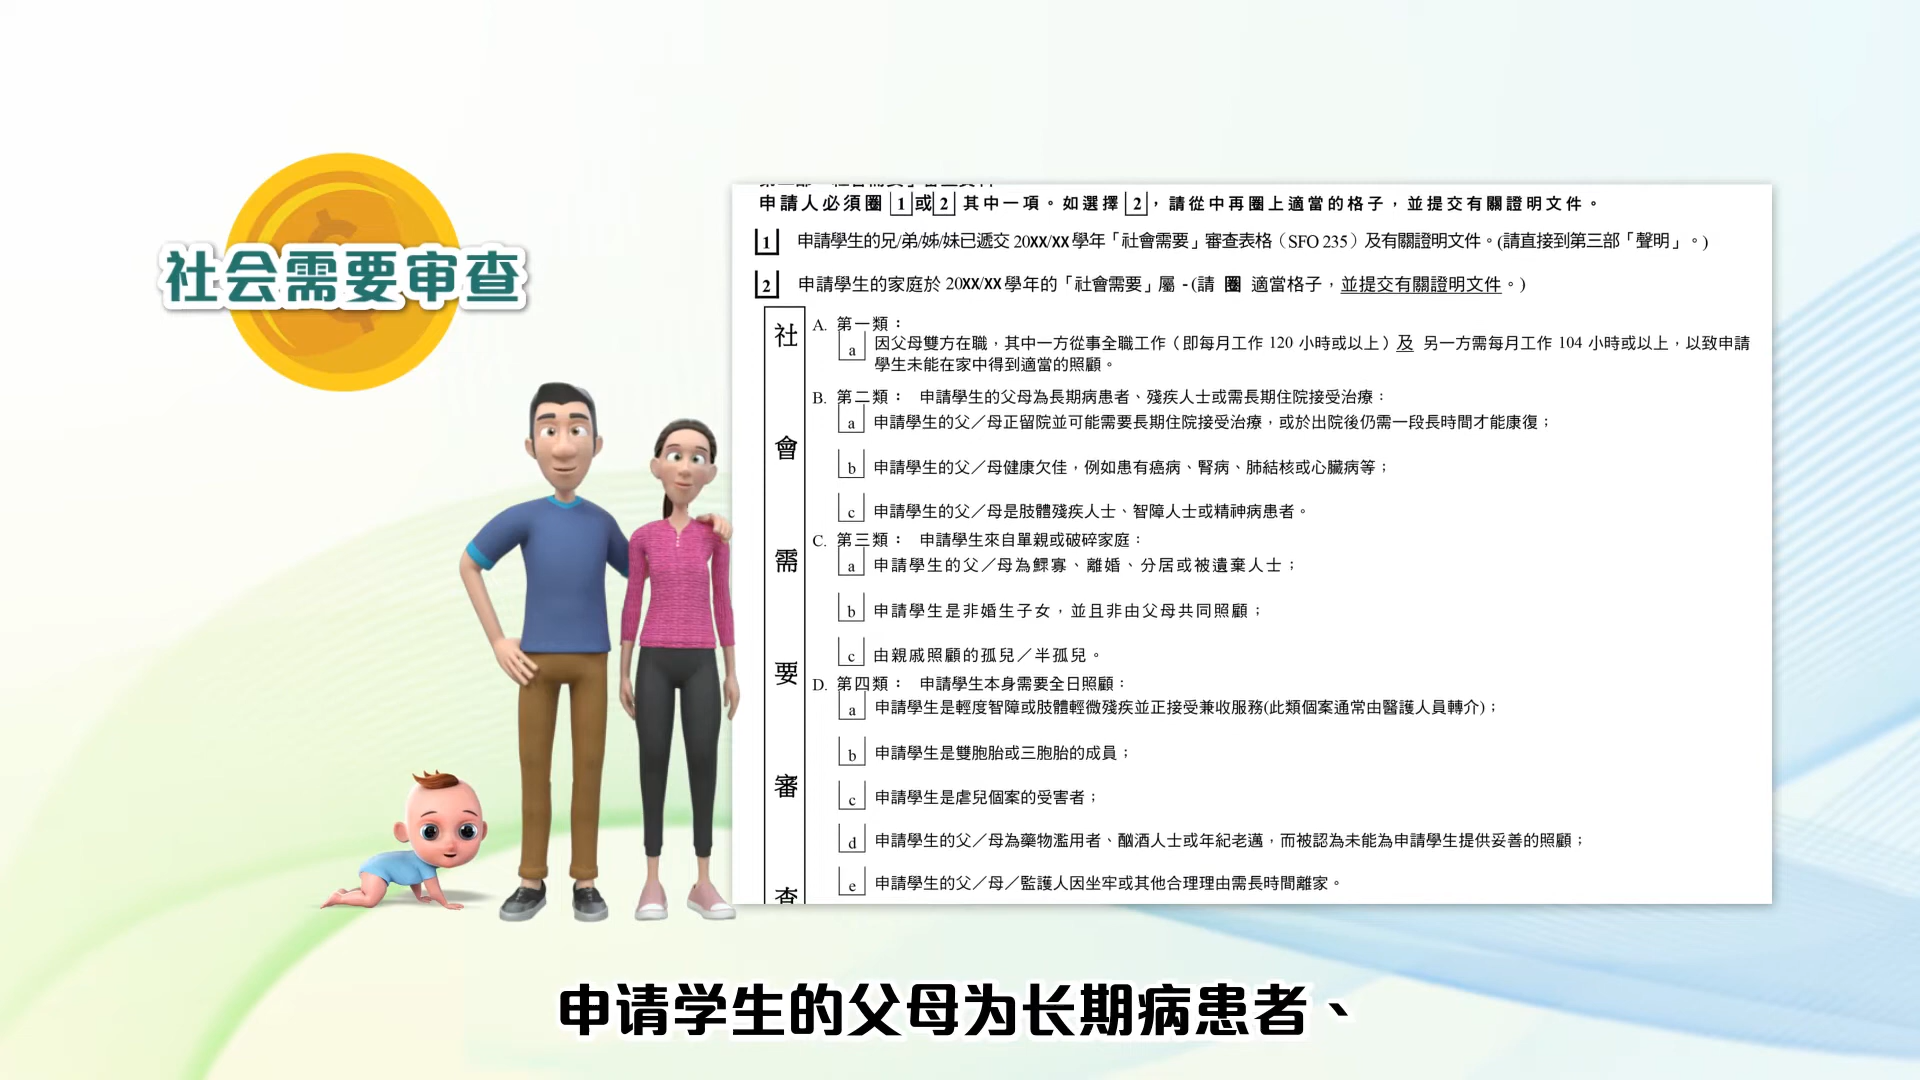 社会需要审查
申請人必須圈 1 或 2 其中一項。如選擇 2,請從中再圈上適當的格子,並提交有關證明文件。
1 申請學生的兄/弟/姊/妹已遞交 20XX/XX 學年「社會需要」審查表格(SFO 235)及有關證明文件。(請直接到第三部「聲明」。)
2 申請學生的家庭於 20XX/XX 學年的「社會需要」屬 - (請 圈 適當格子,並提交有關證明文件。)
社會需要審查
A. 第一類:
a 因父母雙方在職,其中一方從事全職工作(即每月工作 120 小時或以上)及 另一方需每月工作 104 小時或以上,以致申請
學生未能在家中得到適當的照顧。
B. 第二類: 申請學生的父母為長期病患者、殘疾人士或需長期住院接受治療:
a 申請學生的父/母正留院並可能需要長期住院接受治療,或於出院後仍需一段長時間才能康復;
b 申請學生的父/母健康欠佳,例如患有癌病、腎病、肺結核或心臟病等;
c 申請學生的父/母是肢體殘疾人士、智障人士或精神病患者。
C. 第三類: 申請學生來自單親或破碎家庭:
a 申請學生的父/母為鰥寡、離婚、分居或被遺棄人士;
b 申請學生是非婚生子女,並且非由父母共同照顧;
c 由親戚照顧的孤兒/半孤兒。
D. 第四類: 申請學生本身需要全日照顧:
a 申請學生是輕度智障或肢體輕微殘疾並正接受兼收服務(此類個案通常由醫護人員轉介);
b 申請學生是雙胞胎或三胞胎的成員;
c 申請學生是虐兒個案的受害者;
d 申請學生的父/母為藥物濫用者、酗酒人士或年紀老邁,而被認為未能為申請學生提供妥善的照顧;
e 申請學生的父/母/監護人因坐牢或其他合理理由需長時間離家。
申请学生的父母为长期病患者、